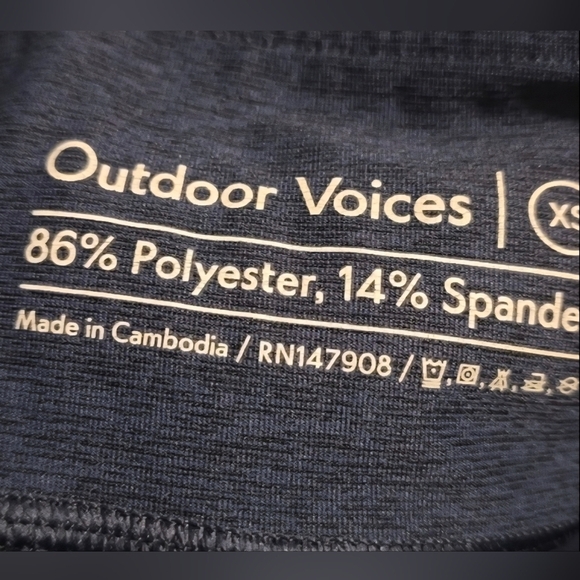 Outdoor Voices | XS
86% Polyester, 14% Spande
Made in Cambodia / RN147908 /